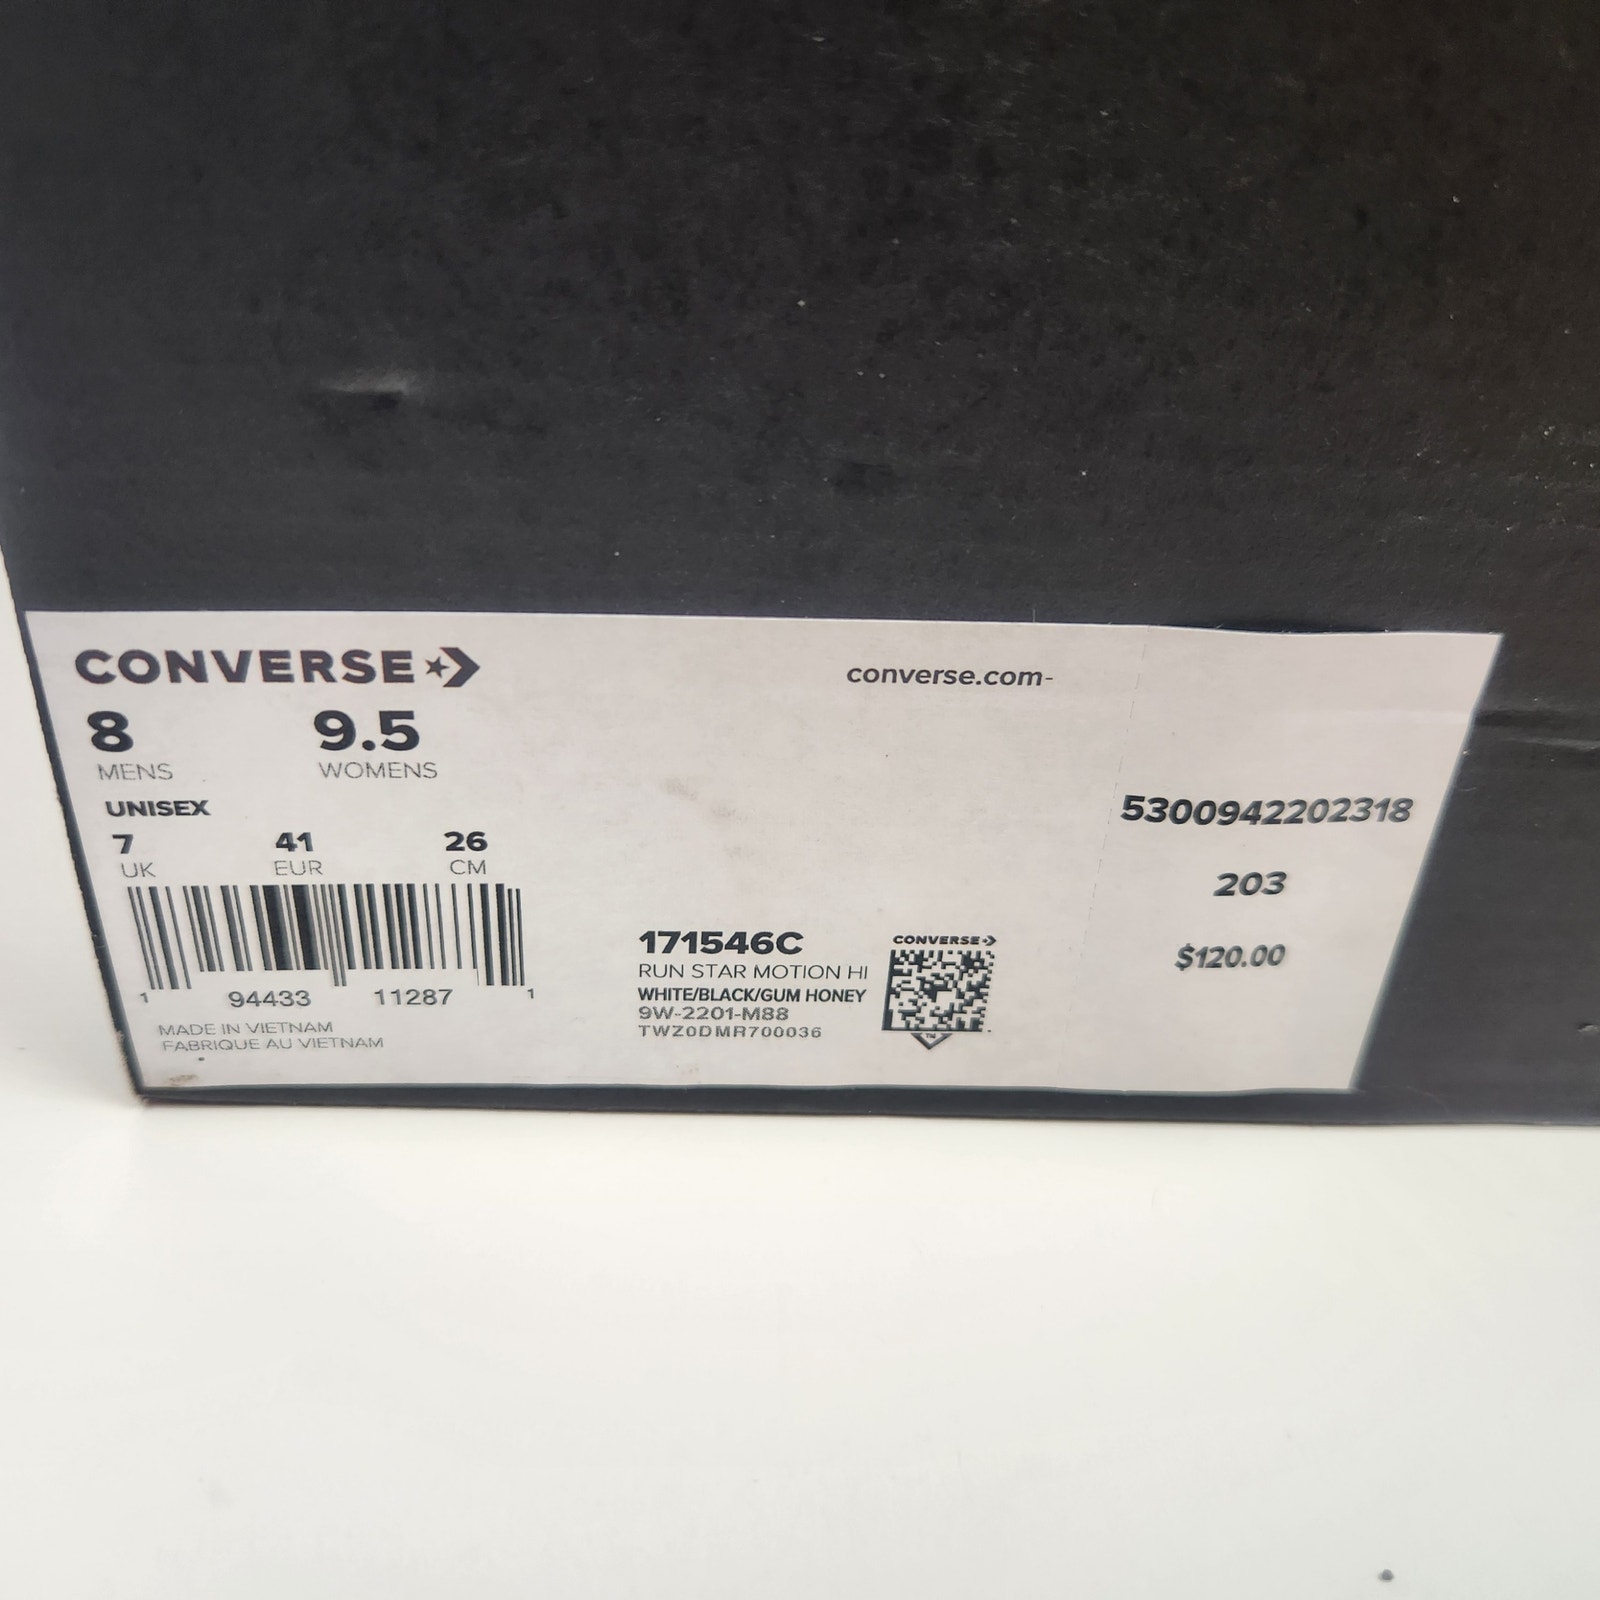 CONVERSE
converse.com-
8 9.5
MENS WOMENS
UNISEX
7 41 26
UK EUR CM
1 94433 11287 1
MADE IN VIETNAM
FABRIQUE AU VIETNAM
171546C
RUN STAR MOTION HI
WHITE/BLACK/GUM HONEY
9W-2201-M88
TWZ0DMR700036
CONVERSE
TM
5300942202318
203
$120.00